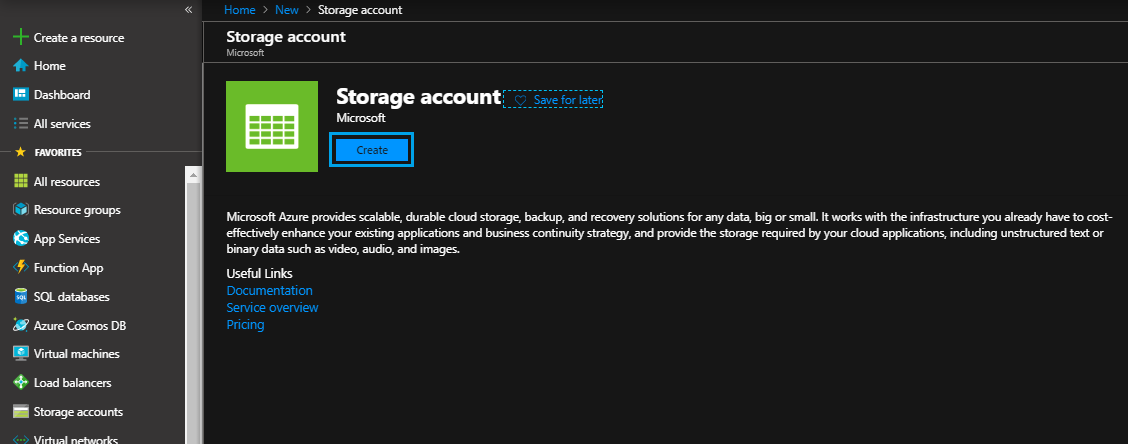 «
Create a resource
Home
Dashboard
All services
FAVORITES
All resources
Resource groups
App Services
Function App
SQL databases
Azure Cosmos DB
Virtual machines
Load balancers
Storage accounts
Virtual networks
Home > New > Storage account
Storage account
Microsoft
Storage account Save for later
Microsoft
Create
Microsoft Azure provides scalable, durable cloud storage, backup, and recovery solutions for any data, big or small. It works with the infrastructure you already have to cost-
effectively enhance your existing applications and business continuity strategy, and provide the storage required by your cloud applications, including unstructured text or
binary data such as video, audio, and images.
Useful Links
Documentation
Service overview
Pricing